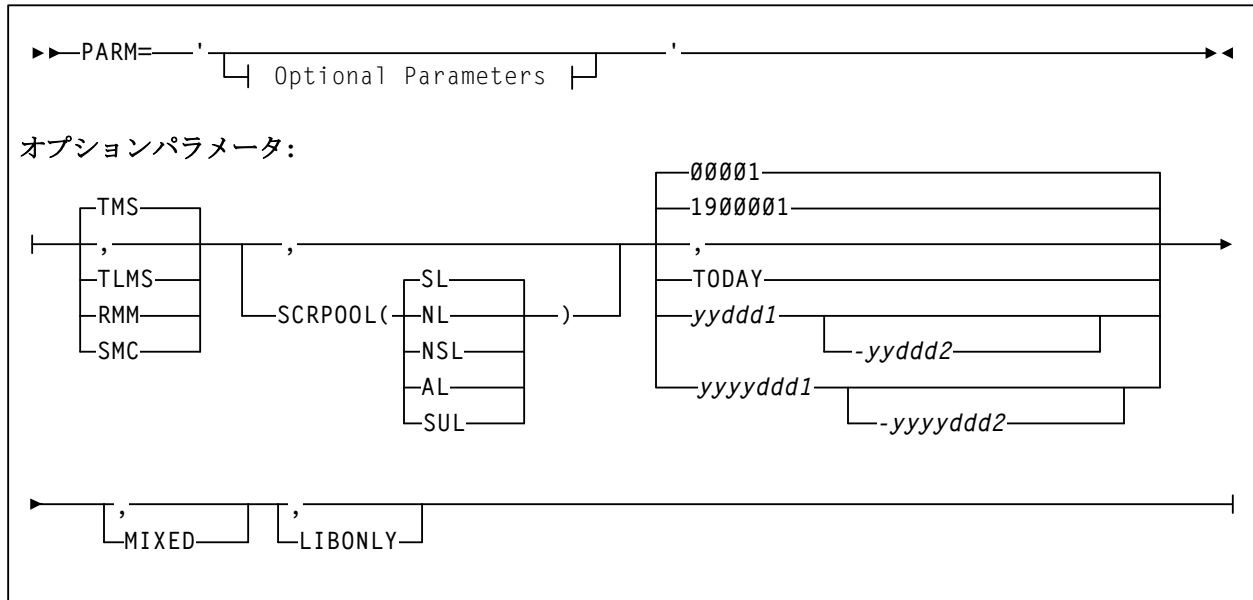 PARM= ' '
Optional Parameters
オプションパラメータ:
00001
TMS 1900001
, , ,
TLMS SL TODAY
RMM SCRPOOL( NL ) yyddd1
SMC NSL -yyddd2
AL yyyyddd1
SUL -yyyyddd2
, ,
MIXED LIBONLY